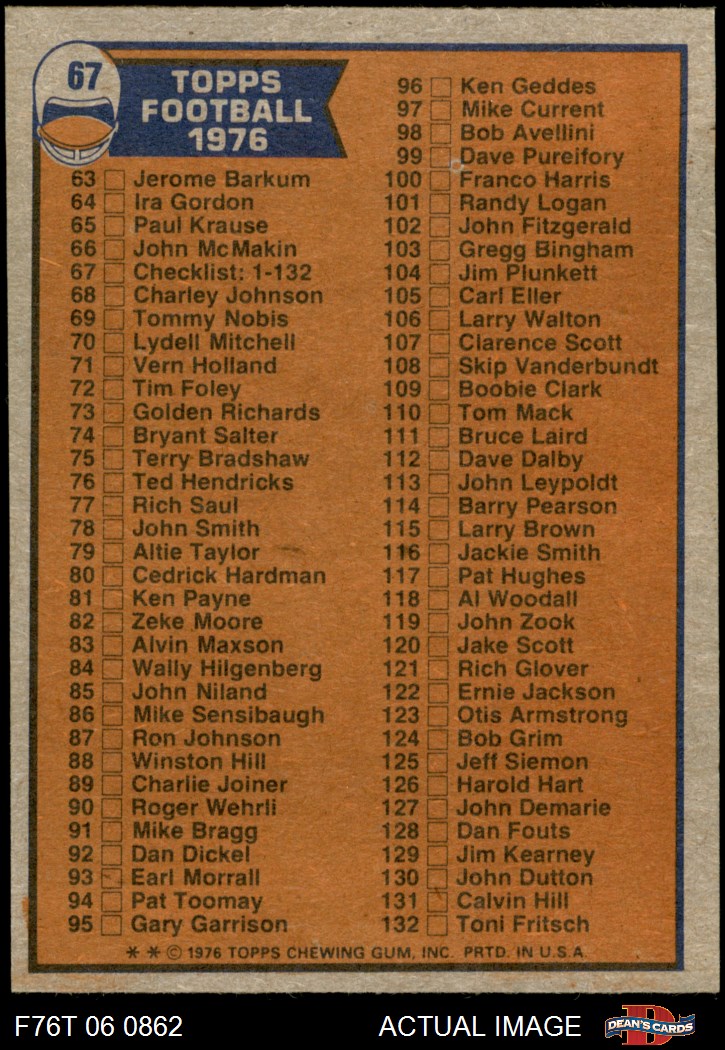 67
TOPPS
FOOTBALL
1976
63 Jerome Barkum
64 Ira Gordon
65 Paul Krause
66 John McMakin
67 Checklist: 1-132
68 Charley Johnson
69 Tommy Nobis
70 Lydell Mitchell
71 Vern Holland
72 Tim Foley
73 Golden Richards
74 Bryant Salter
75 Terry Bradshaw
76 Ted Hendricks
77 Rich Saul
78 John Smith
79 Altie Taylor
80 Cedrick Hardman
81 Ken Payne
82 Zeke Moore
83 Alvin Maxson
84 Wally Hilgenberg
85 John Niland
86 Mike Sensibaugh
87 Ron Johnson
88 Winston Hill
89 Charlie Joiner
90 Roger Wehrli
91 Mike Bragg
92 Dan Dickel
93 Earl Morrall
94 Pat Toomay
95 Gary Garrison
96 Ken Geddes
97 Mike Current
98 Bob Avellini
99 Dave Pureifory
100 Franco Harris
101 Randy Logan
102 John Fitzgerald
103 Gregg Bingham
104 Jim Plunkett
105 Carl Eller
106 Larry Walton
107 Clarence Scott
108 Skip Vanderbundt
109 Boobie Clark
110 Tom Mack
111 Bruce Laird
112 Dave Dalby
113 John Leypoldt
114 Barry Pearson
115 Larry Brown
116 Jackie Smith
117 Pat Hughes
118 Al Woodall
119 John Zook
120 Jake Scott
121 Rich Glover
122 Ernie Jackson
123 Otis Armstrong
124 Bob Grim
125 Jeff Siemon
126 Harold Hart
127 John Demarie
128 Dan Fouts
129 Jim Kearney
130 John Dutton
131 Calvin Hill
132 Toni Fritsch
* * © 1976 TOPPS CHEWING GUM, INC. PRTD. IN U.S.A.
F76T 06 0862 ACTUAL IMAGE
D
DEAN'S CARDS